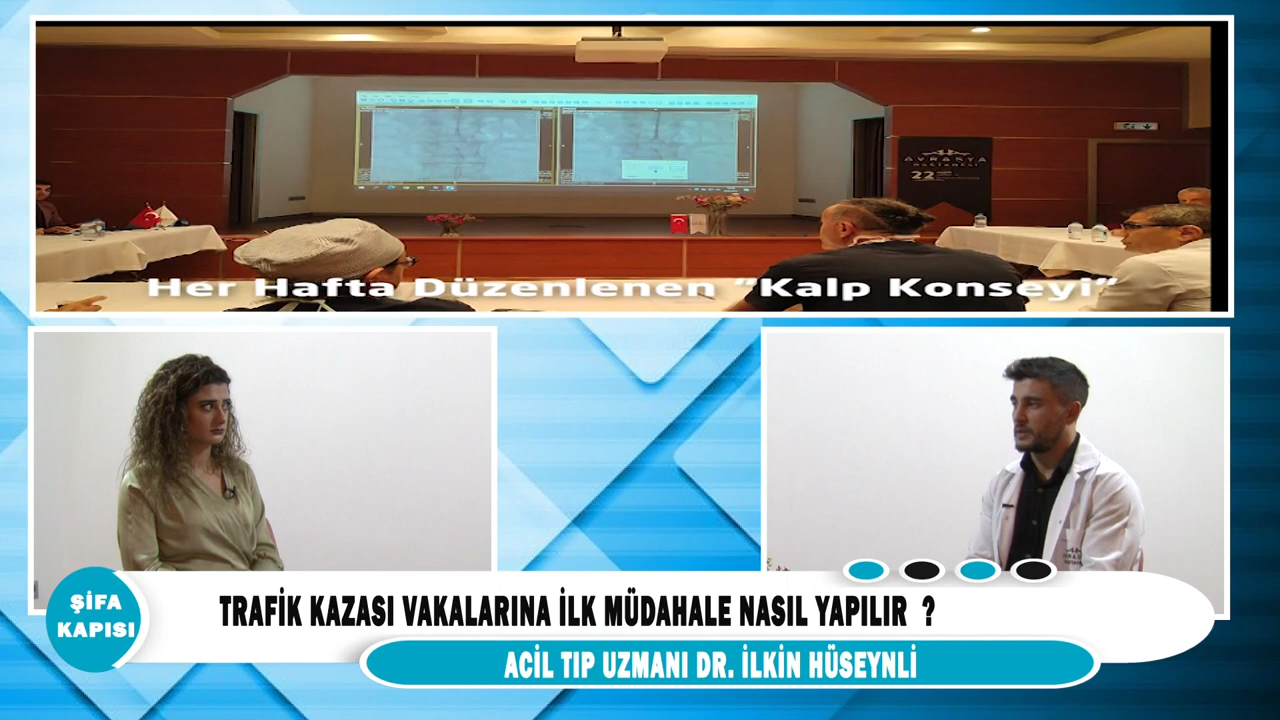 AVRASYA
HASTANESİ
22
Her Hafta Düzenlenen "Kalp Konseyi"
ŞİFA
KAPISI
TRAFİK KAZASI VAKALARINA İLK MÜDAHALE NASIL YAPILIR ?
ACİL TIP UZMANI DR. İLKİN HÜSEYNLİ